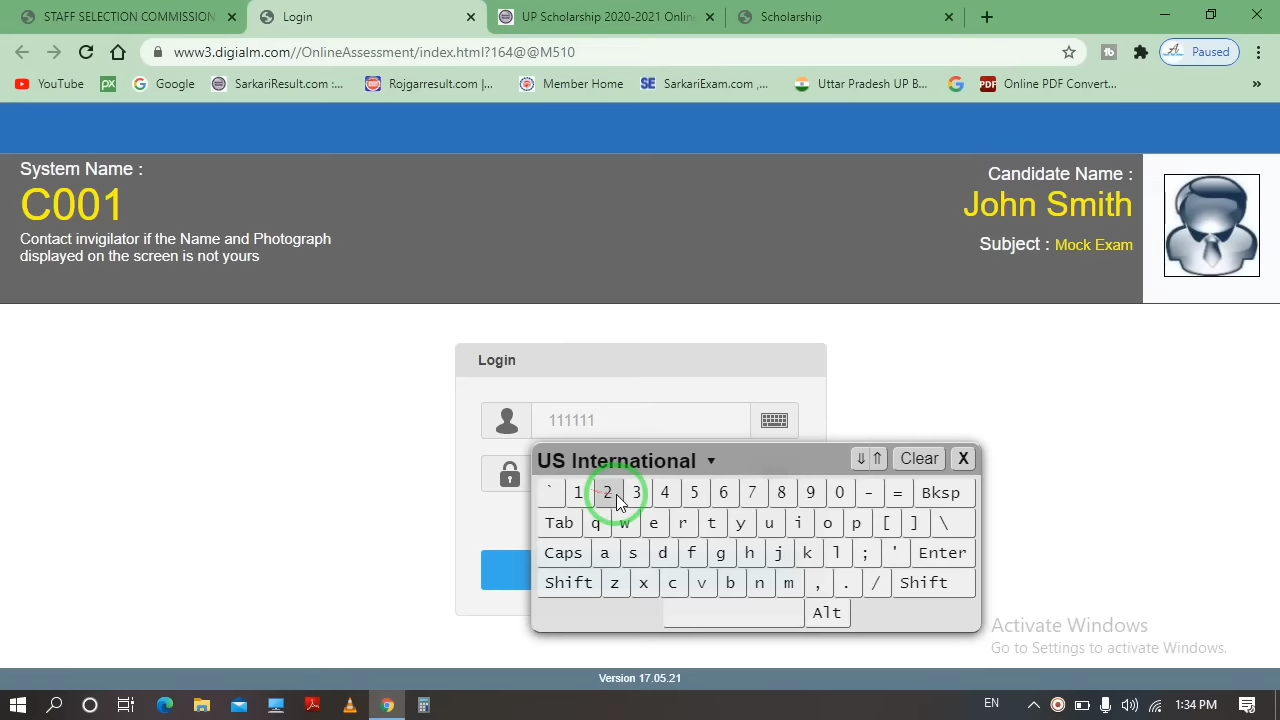 STAFF SELECTION COMMISSION
Login
UP Scholarship 2020-2021 Onlin
Scholarship
www3.digialm.com//OnlineAssessment/index.html?164@@M510
Paused
YouTube
Google
SarkariResult.com :...
Rojgarresult.com |...
Member Home
SarkariExam.com ,...
Uttar Pradesh UP B...
Online PDF Convert...
»
System Name :
C001
Contact invigilator if the Name and Photograph
displayed on the screen is not yours
Candidate Name :
John Smith
Subject : Mock Exam
Login
111111
US International ▾
⇓⇑ Clear X
` 1 2 3 4 5 6 7 8 9 0 - = Bksp
Tab q w e r t y u i o p [ ] \
Caps a s d f g h j k l ; ' Enter
Shift z x c v b n m , . / Shift
Alt
Activate Windows
Go to Settings to activate Windows.
Version 17.05.21
EN
1:34 PM